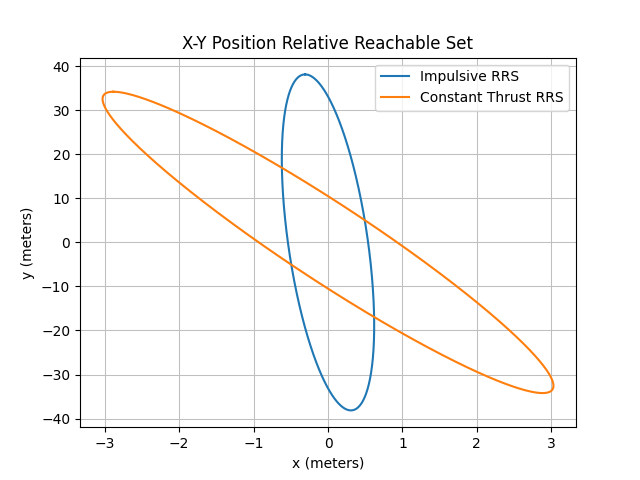 X-Y Position Relative Reachable Set
Impulsive RRS
Constant Thrust RRS
40
30
20
10
0
−10
−20
−30
−40
y (meters)
−3 −2 −1 0 1 2 3
x (meters)